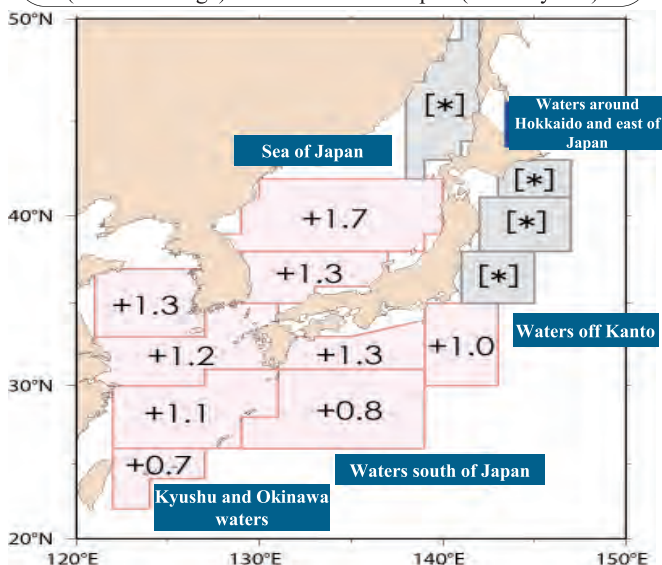 50°N
[*]
Waters around
Hokkaido and east of
Japan
Sea of Japan
[*]
40°N
+1.7
[*]
+1.3
[*]
+1.3
Waters off Kanto
+1.2
+1.3
+1.0
30°N
+1.1
+0.8
+0.7
Waters south of Japan
Kyushu and Okinawa
waters
20°N
120°E
130°E
140°E
150°E